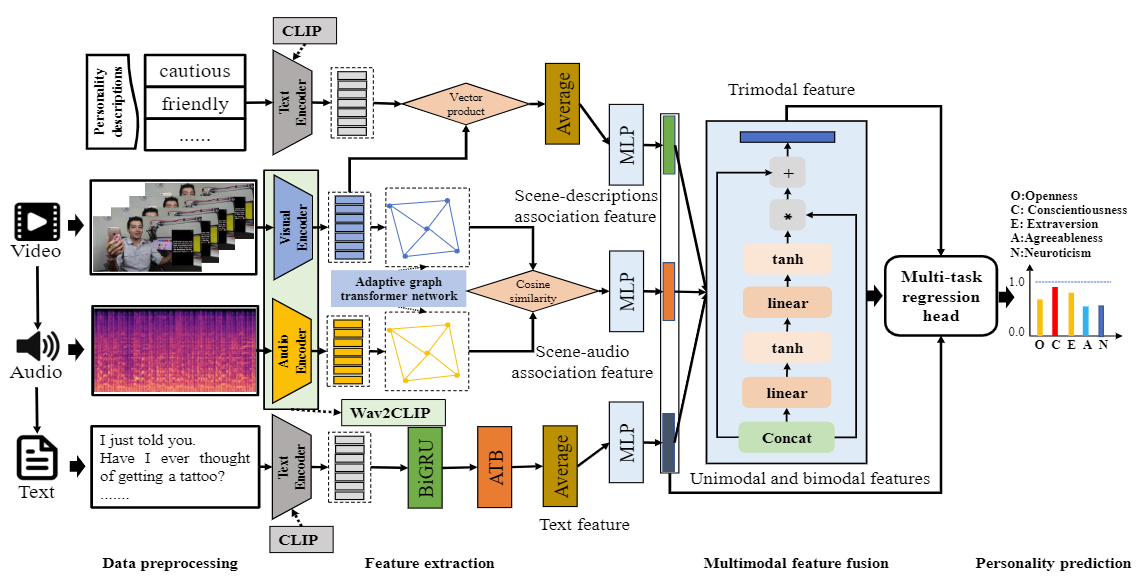 CLIP
Personality
descriptions
cautious
friendly
......
Text
Encoder
Vector
product
Average
MLP
Scene-descriptions
association feature
Trimodal feature
+
*
tanh
linear
tanh
linear
Concat
Unimodal and bimodal features
Video
Visual
Encoder
Adaptive graph
transformer network
Cosine
similarity
MLP
Audio
Audio
Encoder
Scene-audio
association feature
Wav2CLIP
Text
I just told you.
Have I ever thought
of getting a tattoo?
.......
Text
Encoder
CLIP
BiGRU
ATB
Average
MLP
Text feature
Multi-task
regression
head
O:Openness
C: Conscientiousness
E: Extraversion
A:Agreeableness
N:Neuroticism
1.0
0.0
O C E A N
Data preprocessing
Feature extraction
Multimodal feature fusion
Personality prediction